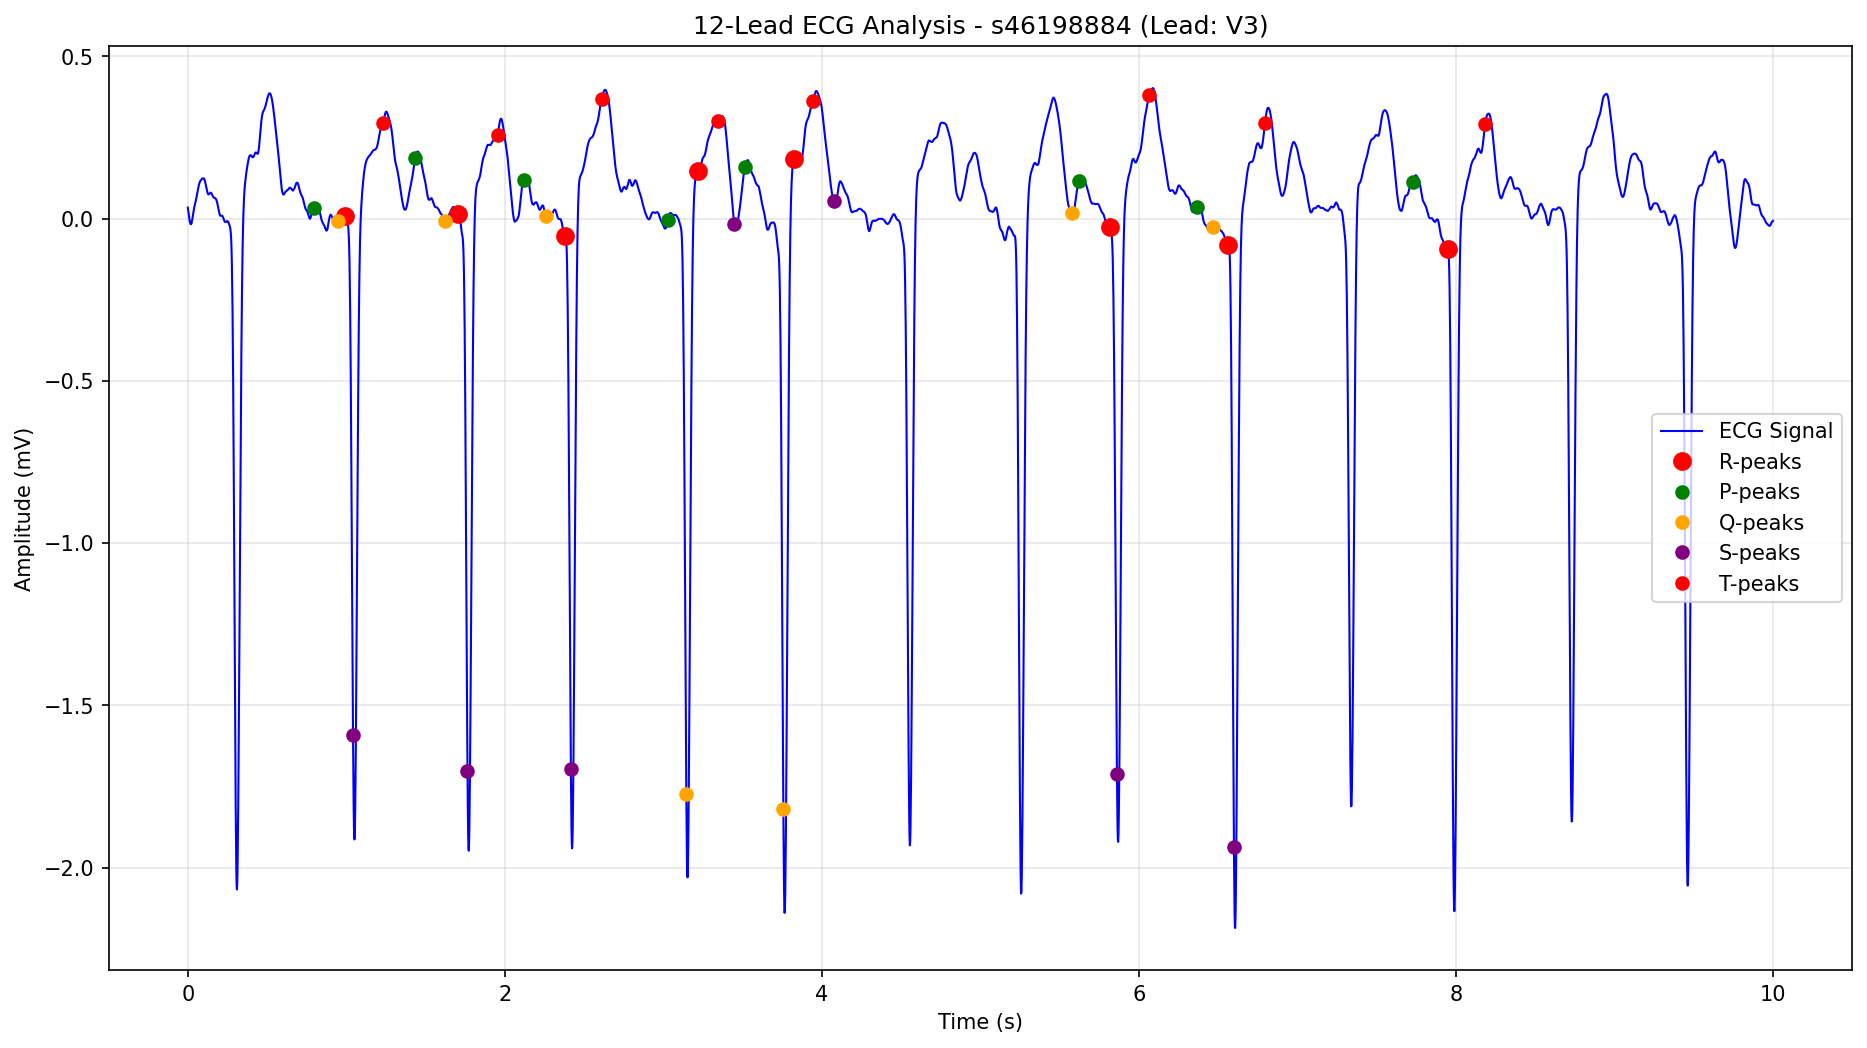 12-Lead ECG Analysis - s46198884 (Lead: V3)
0.5
0.0
−0.5
−1.0
−1.5
−2.0
Amplitude (mV)
ECG Signal
R-peaks
P-peaks
Q-peaks
S-peaks
T-peaks
0 2 4 6 8 10
Time (s)